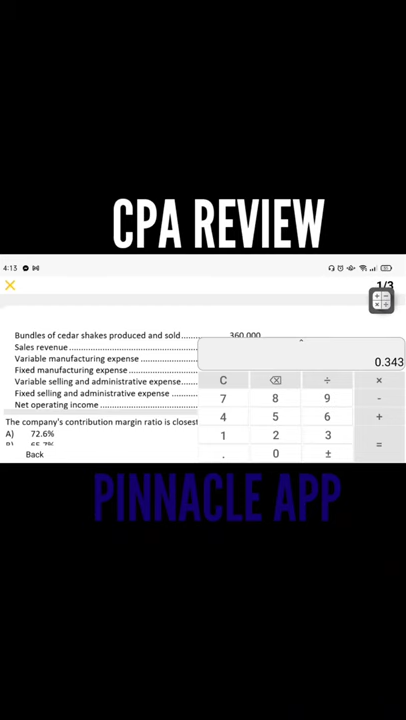 CPA REVIEW
4:13
1/3
Bundles of cedar shakes produced and sold.......
360,000
Sales revenue
Variable manufacturing expense
Fixed manufacturing expense
Variable selling and administrative expense
Fixed selling and administrative expense
Net operating income
0.343
C ⌫ ÷ ×
7 8 9 -
4 5 6 +
1 2 3 =
. 0 ±
The company's contribution margin ratio is closest
A) 72.6%
B) 65.7%
Back
PINNACLE APP